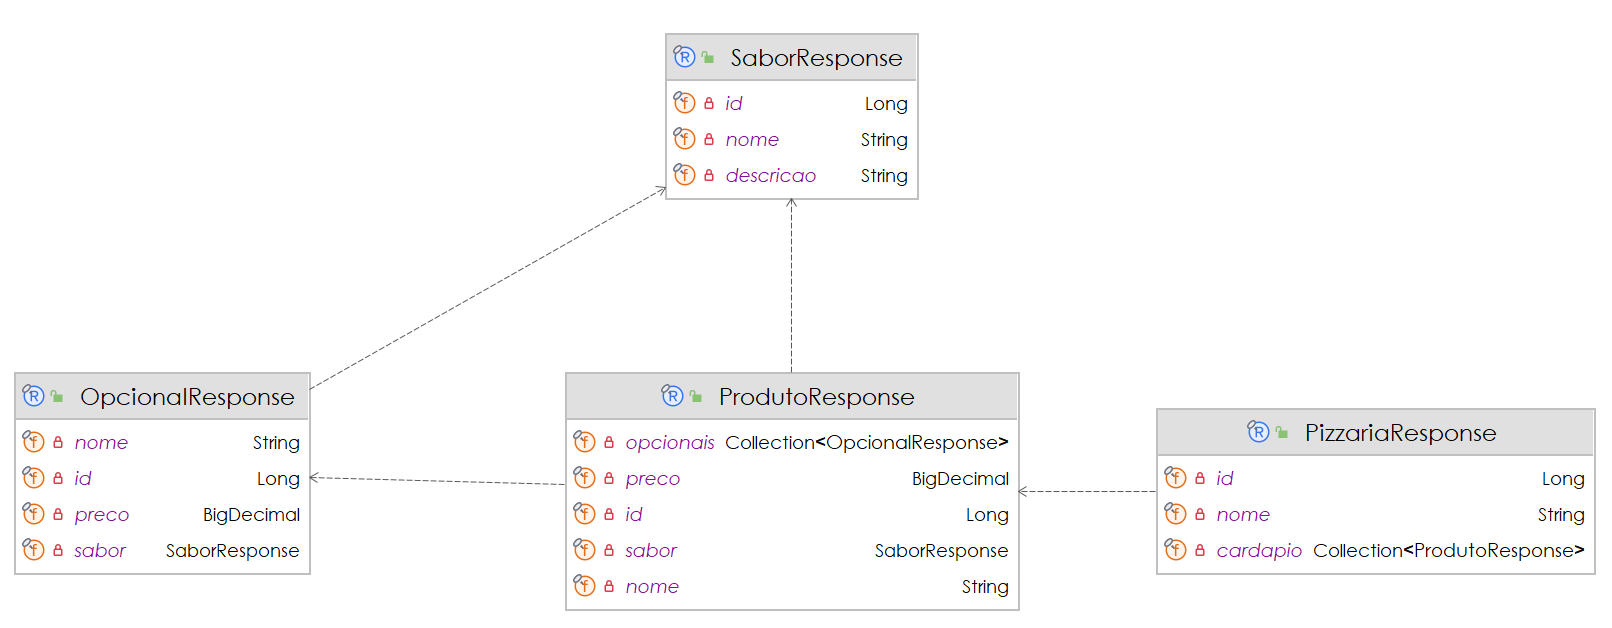 SaborResponse
id Long
nome String
descricao String
OpcionalResponse
nome String
id Long
preco BigDecimal
sabor SaborResponse
ProdutoResponse
opcionais Collection<OpcionalResponse>
preco BigDecimal
id Long
sabor SaborResponse
nome String
PizzariaResponse
id Long
nome String
cardapio Collection<ProdutoResponse>